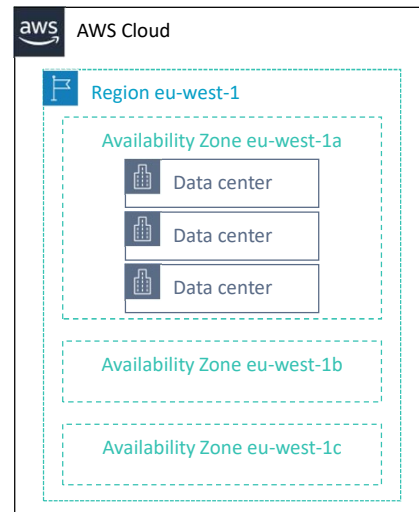 aws
AWS Cloud
Region eu-west-1
Availability Zone eu-west-1a
Data center
Data center
Data center
Availability Zone eu-west-1b
Availability Zone eu-west-1c